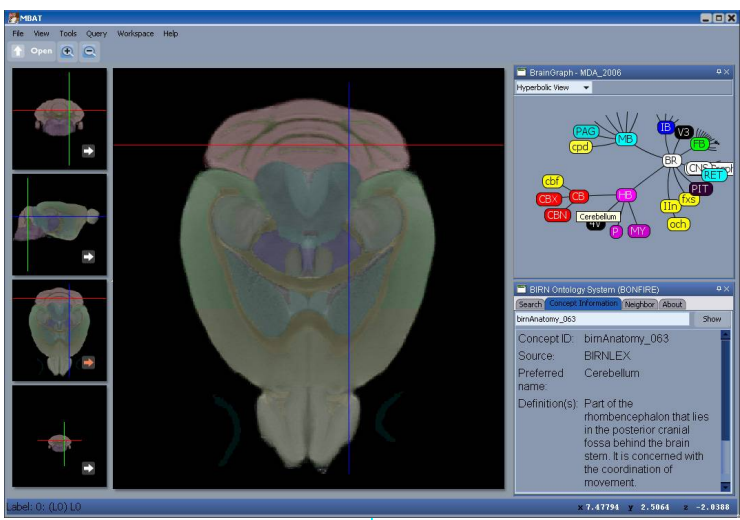 MBAT
File View Tools Query Workspace Help
Open
BrainGraph - MDA_2006
Hyperbolic View
PAG
cpd
MB
IB
V3
FB
BR
CNS
RET
PIT
fxs
IIn
och
cbf
CBX
CB
CBN
HB
Cerebellum
4V
P
MY
BIRN Ontology System (BONFIRE)
Search Concept Information Neighbor About
birnAnatomy_063 Show
Concept ID: birnAnatomy_063
Source: BIRNLEX
Preferred name: Cerebellum
Definition(s): Part of the
rhombencephalon that lies
in the posterior cranial
fossa behind the brain
stem. It is concerned with
the coordination of
movement.
Label: 0: (L0) L0
x 7.47794 y 2.5064 z -2.0388